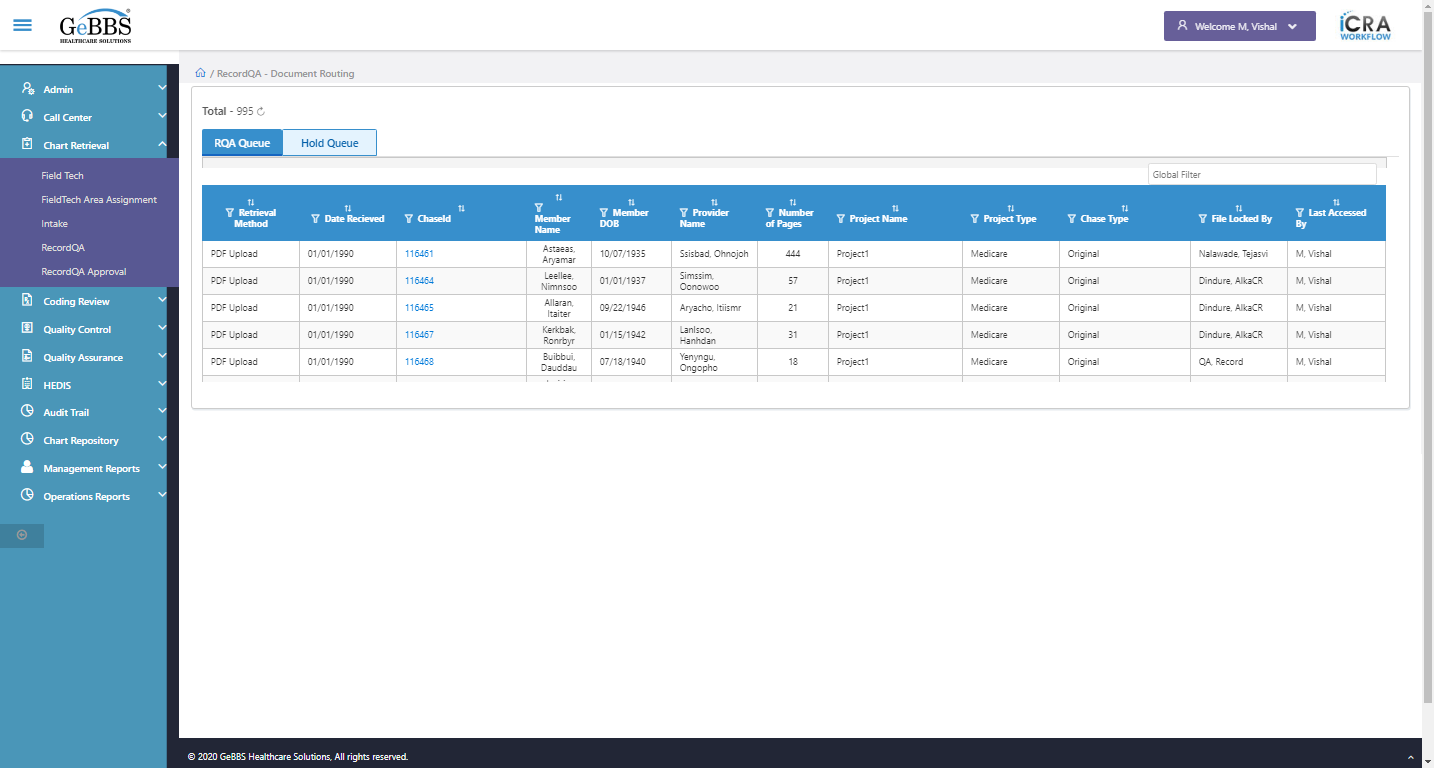 GeBBS
HEALTHCARE SOLUTIONS
Welcome M, Vishal
iCRA
WORKFLOW
/ RecordQA - Document Routing
Admin
Call Center
Chart Retrieval
Field Tech
FieldTech Area Assignment
Intake
RecordQA
RecordQA Approval
Coding Review
Quality Control
Quality Assurance
HEDIS
Audit Trail
Chart Repository
Management Reports
Operations Reports
Total - 995
RQA Queue Hold Queue
Global Filter
Retrieval Method Date Recieved ChaseId Member Name Member DOB Provider Name Number of Pages Project Name Project Type Chase Type File Locked By Last Accessed By
PDF Upload 01/01/1990 116461 Astaeas, Aryamar 10/07/1935 Ssisbad, Ohnojoh 444 Project1 Medicare Original Nalawade, Tejasvi M, Vishal
PDF Upload 01/01/1990 116464 Leellee, Nimnsoo 01/01/1937 Simssim, Oonowoo 57 Project1 Medicare Original Dindure, AlkaCR M, Vishal
PDF Upload 01/01/1990 116465 Allaran, Itaiter 09/22/1946 Aryacho, Itiismr 21 Project1 Medicare Original Dindure, AlkaCR M, Vishal
PDF Upload 01/01/1990 116467 Kerkbak, Ronrbyr 01/15/1942 Lanlsoo, Hanhdan 31 Project1 Medicare Original Dindure, AlkaCR M, Vishal
PDF Upload 01/01/1990 116468 Buibbui, Dauddau 07/18/1940 Yenyngu, Ongopho 18 Project1 Medicare Original QA, Record M, Vishal
© 2020 GeBBS Healthcare Solutions, All rights reserved.